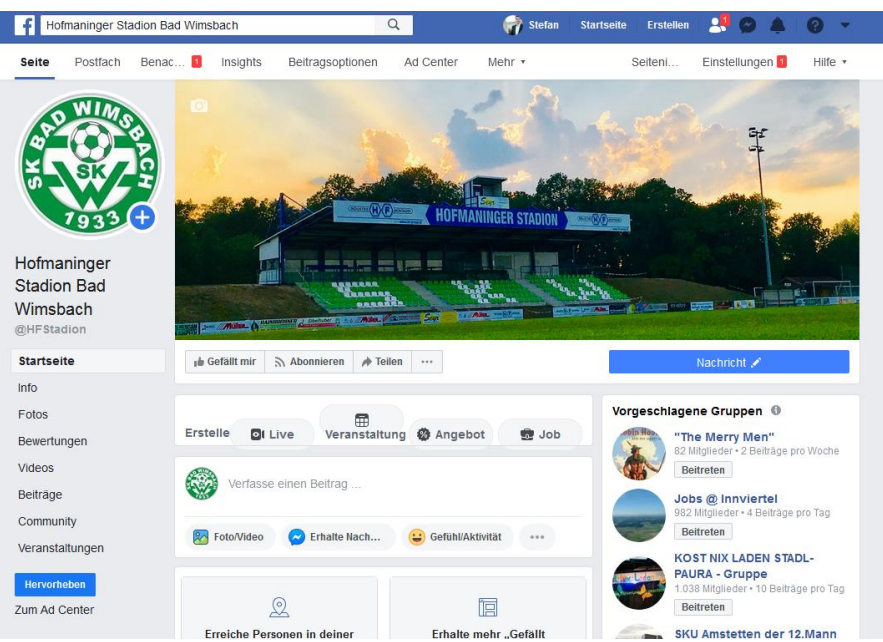 Hofmaninger Stadion Bad Wimsbach
Stefan
Startseite
Erstellen
1
Seite
Postfach
Benac... 1
Insights
Beitragsoptionen
Ad Center
Mehr
Seiteni...
Einstellungen 1
Hilfe
SK BAD WIMSBACH
SK
1933
HF
HOFMANINGER STADION
HF
Hofmaninger
Stadion Bad
Wimsbach
@HFStadion
Startseite
Info
Fotos
Bewertungen
Videos
Beiträge
Community
Veranstaltungen
Hervorheben
Zum Ad Center
Gefällt mir
Abonnieren
Teilen
Nachricht
Erstelle
Live
Veranstaltung
Angebot
Job
Verfasse einen Beitrag ...
Foto/Video
Erhalte Nach...
Gefühl/Aktivität
Erreiche Personen in deiner
Erhalte mehr „Gefällt
Vorgeschlagene Gruppen
"The Merry Men"
82 Mitglieder • 2 Beiträge pro Woche
Beitreten
Jobs @ Innviertel
982 Mitglieder • 4 Beiträge pro Tag
Beitreten
KOST NIX LADEN STADL-
PAURA - Gruppe
1.038 Mitglieder • 10 Beiträge pro Tag
Beitreten
SKU Amstetten der 12.Mann